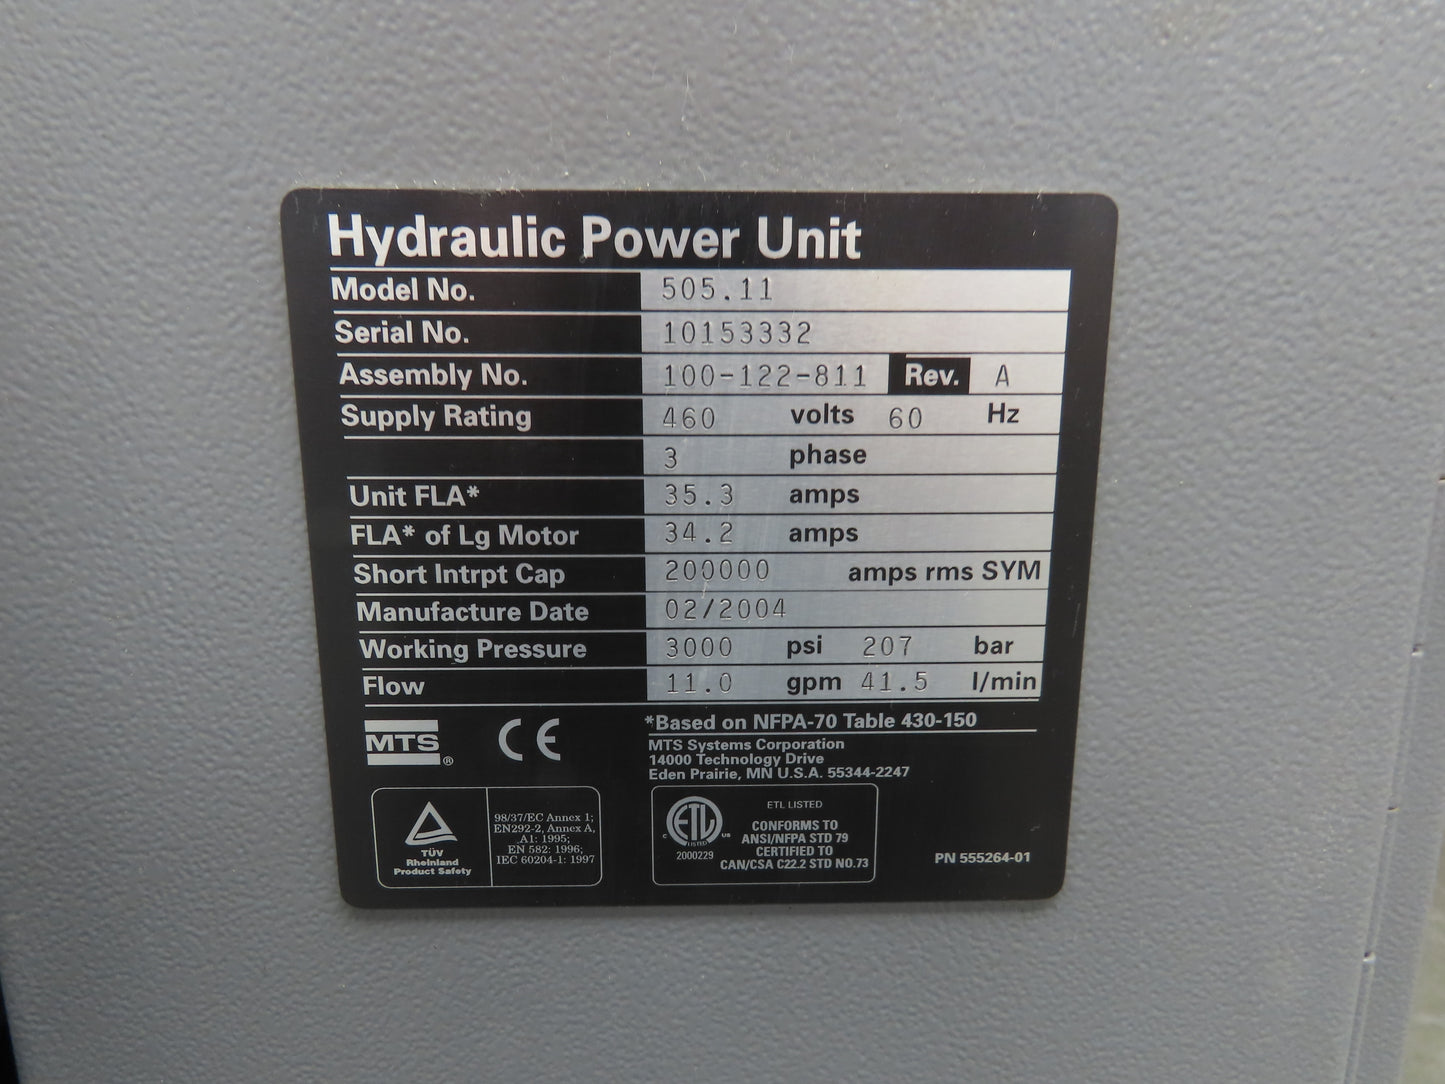 Hydraulic Power Unit
Model No. 505.11
Serial No. 10153332
Assembly No. 100-122-811 Rev. A
Supply Rating 460 volts 60 Hz
3 phase
Unit FLA* 35.3 amps
FLA* of Lg Motor 34.2 amps
Short Intrpt Cap 200000 amps rms SYM
Manufacture Date 02/2004
Working Pressure 3000 psi 207 bar
Flow 11.0 gpm 41.5 l/min
*Based on NFPA-70 Table 430-150
MTS ® CE
MTS Systems Corporation
14000 Technology Drive
Eden Prairie, MN U.S.A. 55344-2247
TÜV
Rheinland
Product Safety
98/37/EC Annex 1;
EN292-2, Annex A,
A1: 1995;
EN 582: 1996;
IEC 60204-1: 1997
C ETL US
LISTED
2000229
ETL LISTED
CONFORMS TO
ANSI/NFPA STD 79
CERTIFIED TO
CAN/CSA C22.2 STD NO.73
PN 555264-01